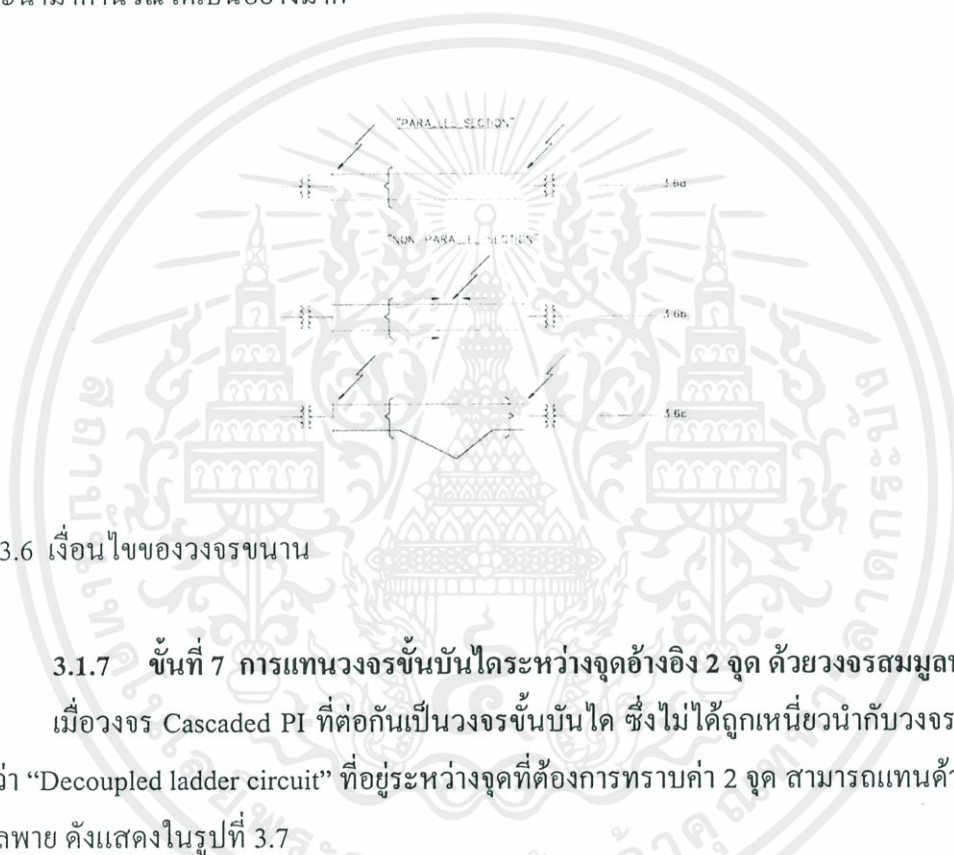 "PARALLEL SECTION"
3.6a
"NON PARALLEL SECTION"
3.6b
3.6c
3.6 เงื่อนไขของวงจรขนาน
3.1.7 ขั้นที่ 7 การแทนวงจรขั้นบันไดระหว่างจุดอ้างอิง 2 จุด ด้วยวงจรสมมูล
เมื่อวงจร Cascaded PI ที่ต่อกันเป็นวงจรขั้นบันได ซึ่งไม่ได้ถูกเหนี่ยวนำกับวงจร
ว่า “Decoupled ladder circuit” ที่อยู่ระหว่างจุดที่ต้องการทราบค่า 2 จุด สามารถแทนด้ว
ลพาย ดังแสดงในรูปที่ 3.7